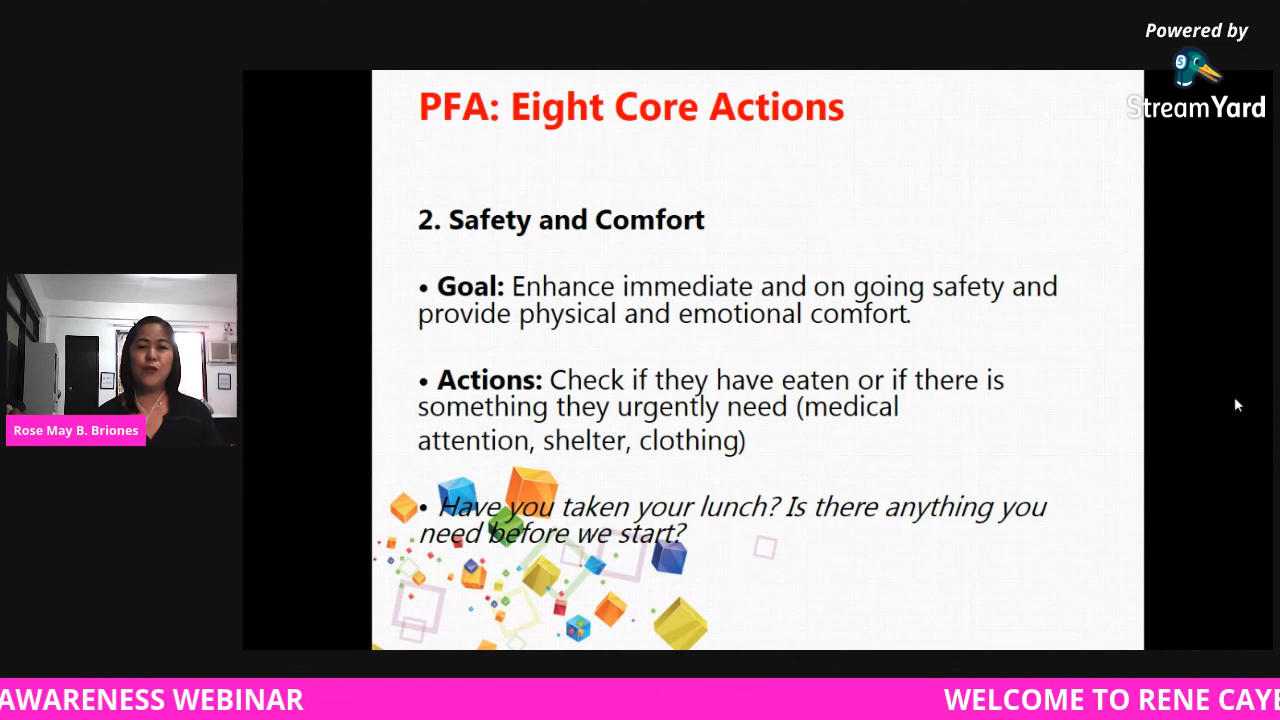 Powered by
StreamYard
PFA: Eight Core Actions
2. Safety and Comfort
• Goal: Enhance immediate and on going safety and
provide physical and emotional comfort.
• Actions: Check if they have eaten or if there is
something they urgently need (medical
attention, shelter, clothing)
• Have you taken your lunch? Is there anything you
need before we start?
Rose May B. Briones
AWARENESS WEBINAR
WELCOME TO RENE CAYE